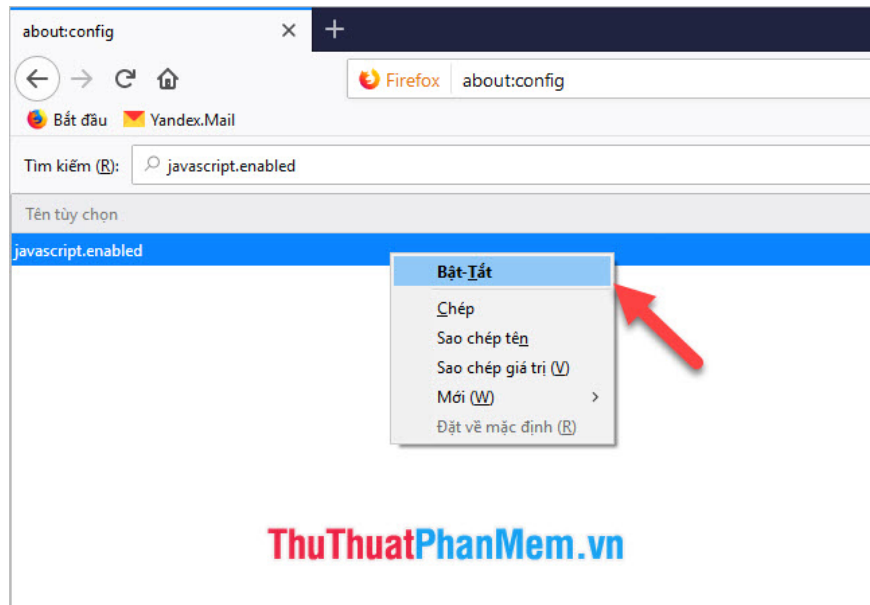 about:config
Firefox about:config
Bắt đầu Yandex.Mail
Tìm kiếm (R): javascript.enabled
Tên tùy chọn
javascript.enabled
Bật-Tắt
Chép
Sao chép tên
Sao chép giá trị (V)
Mới (W)
Đặt về mặc định (R)
ThuThuatPhanMem.vn